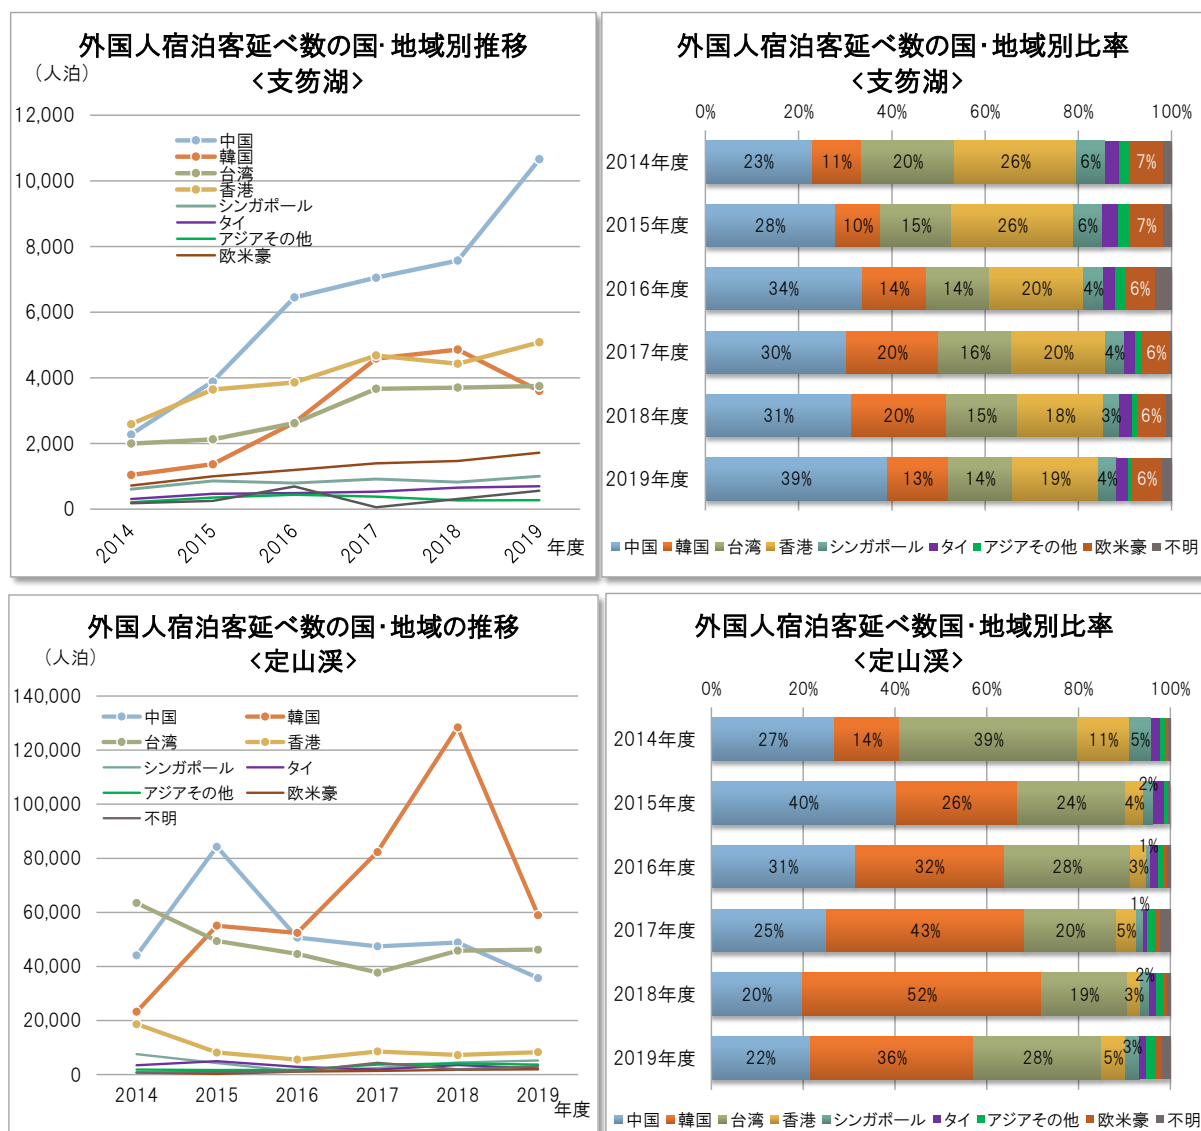 外国人宿泊客延べ数の国・地域別推移
（人泊）
<支笏湖>
12,000
10,000
8,000
6,000
4,000
2,000
0
中国
韓国
台湾
香港
シンガポール
タイ
アジアその他
欧米豪
2014 2015 2016 2017 2018 2019 年度
外国人宿泊客延べ数の国・地域別比率
<支笏湖>
0% 20% 40% 60% 80% 100%
2014年度 23% 11% 20% 26% 6% 7%
2015年度 28% 10% 15% 26% 6% 7%
2016年度 34% 14% 14% 20% 4% 6%
2017年度 30% 20% 16% 20% 4% 6%
2018年度 31% 20% 15% 18% 3% 6%
2019年度 39% 13% 14% 19% 4% 6%
中国 韓国 台湾 香港 シンガポール タイ アジアその他 欧米豪 不明
外国人宿泊客延べ数の国・地域の推移
（人泊）
<定山渓>
140,000
120,000
100,000
80,000
60,000
40,000
20,000
0
中国 韓国
台湾 香港
シンガポール タイ
アジアその他 欧米豪
不明
2014 2015 2016 2017 2018 2019 年度
外国人宿泊客延べ数国・地域別比率
<定山渓>
0% 20% 40% 60% 80% 100%
2014年度 27% 14% 39% 11% 5%
2015年度 40% 26% 24% 4% 2%
2016年度 31% 32% 28% 3% 1%
2017年度 25% 43% 20% 5% 1%
2018年度 20% 52% 19% 3% 2%
2019年度 22% 36% 28% 5% 3%
中国 韓国 台湾 香港 シンガポール タイ アジアその他 欧米豪 不明